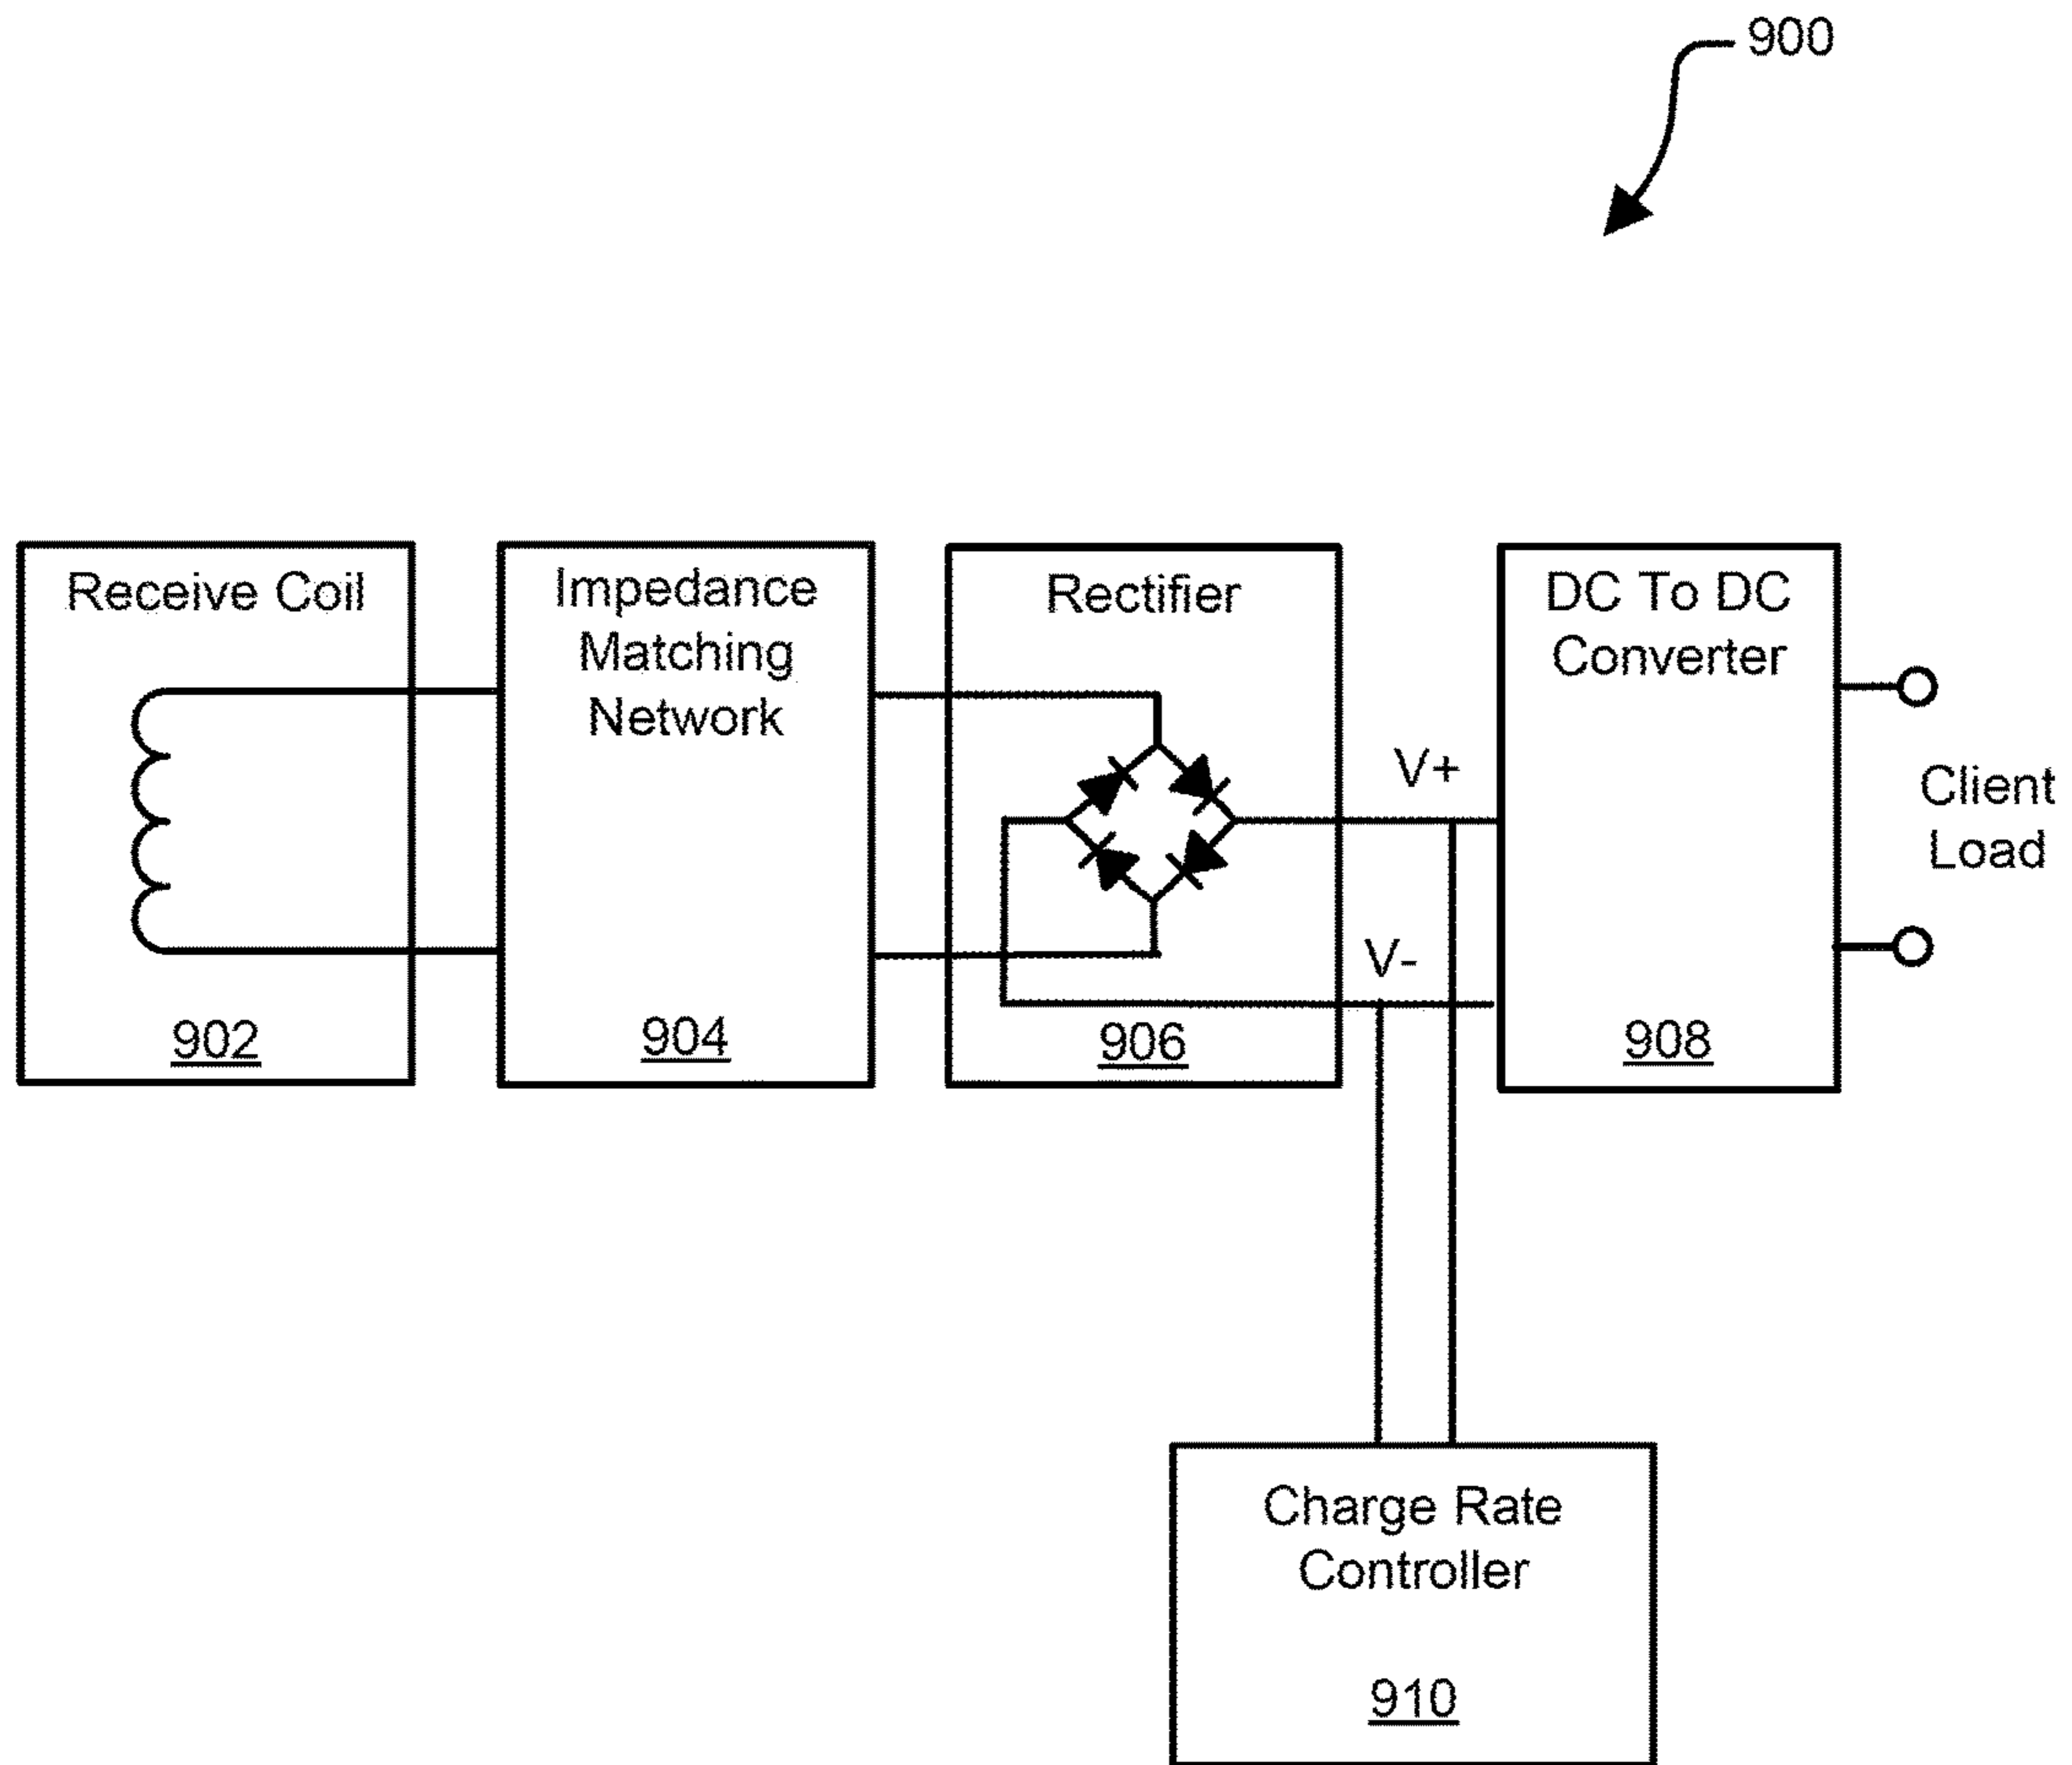 900
Receive Coil
902
Impedance
Matching
Network
904
Rectifier
906
V+
V-
DC To DC
Converter
908
Client
Load
Charge Rate
Controller
910